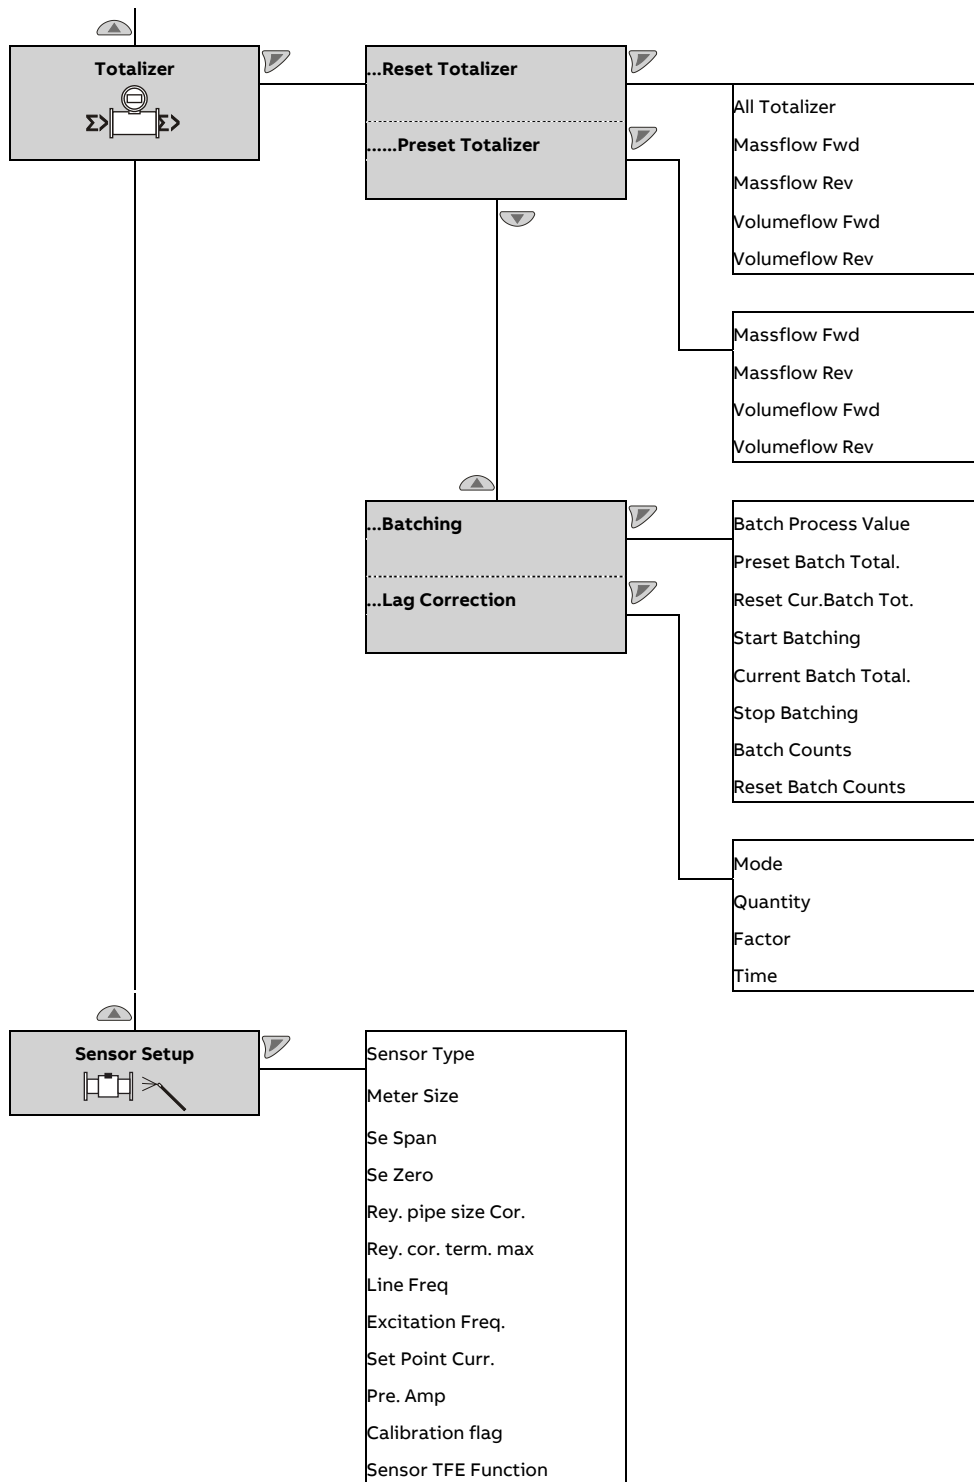 Totalizer
Σ> Σ>
...Reset Totalizer
......Preset Totalizer
All Totalizer
Massflow Fwd
Massflow Rev
Volumeflow Fwd
Volumeflow Rev
Massflow Fwd
Massflow Rev
Volumeflow Fwd
Volumeflow Rev
...Batching
...Lag Correction
Batch Process Value
Preset Batch Total.
Reset Cur.Batch Tot.
Start Batching
Current Batch Total.
Stop Batching
Batch Counts
Reset Batch Counts
Mode
Quantity
Factor
Time
Sensor Setup
Sensor Type
Meter Size
Se Span
Se Zero
Rey. pipe size Cor.
Rey. cor. term. max
Line Freq
Excitation Freq.
Set Point Curr.
Pre. Amp
Calibration flag
Sensor TFE Function